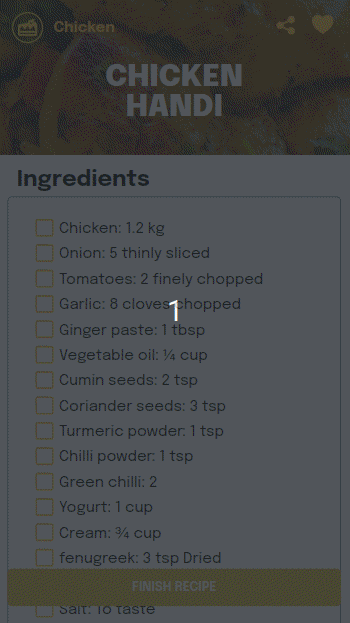 Chicken
CHICKEN
HANDI
Ingredients
Chicken: 1.2 kg
Onion: 5 thinly sliced
Tomatoes: 2 finely chopped
Garlic: 8 cloves chopped
1
Ginger paste: 1 tbsp
Vegetable oil: ¼ cup
Cumin seeds: 2 tsp
Coriander seeds: 3 tsp
Turmeric powder: 1 tsp
Chilli powder: 1 tsp
Green chilli: 2
Yogurt: 1 cup
Cream: ¾ cup
fenugreek: 3 tsp Dried
FINISH RECIPE
Salt: To taste